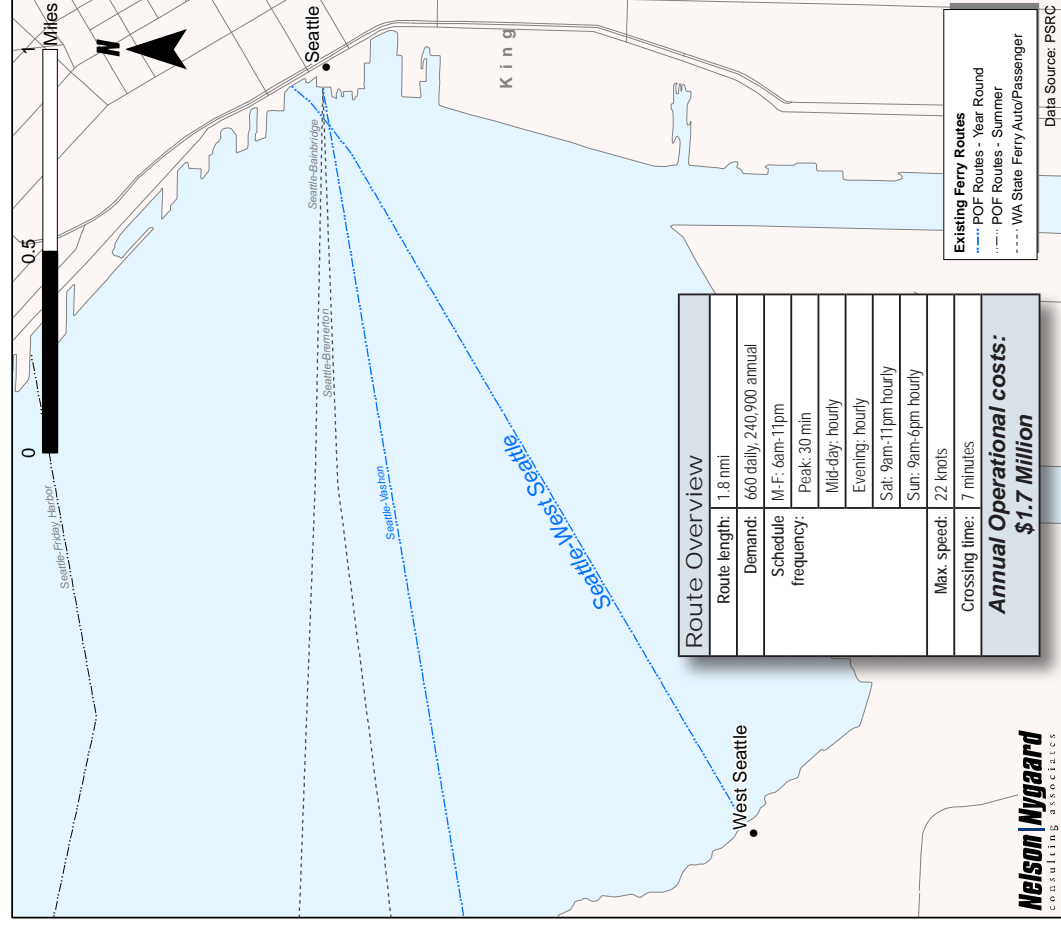 0 0.5 1
Miles
N
Seattle
Seattle-Friday Harbor
Seattle-Bainbridge
Seattle-Bremerton
Seattle-Vashon
Seattle-West Seattle
West Seattle
King
Route Overview
Route length: 1.8 nmi
Demand: 660 daily, 240,900 annual
Schedule M-F: 6am-11pm
frequency: Peak: 30 min
Mid-day: hourly
Evening: hourly
Sat: 9am-11pm hourly
Sun: 9am-6pm hourly
Max. speed: 22 knots
Crossing time: 7 minutes
Annual Operational costs:
$1.7 Million
Existing Ferry Routes
POF Routes - Year Round
POF Routes - Summer
WA State Ferry Auto/Passenger
Data Source: PSRC
Nelson|Nygaard
consulting associates